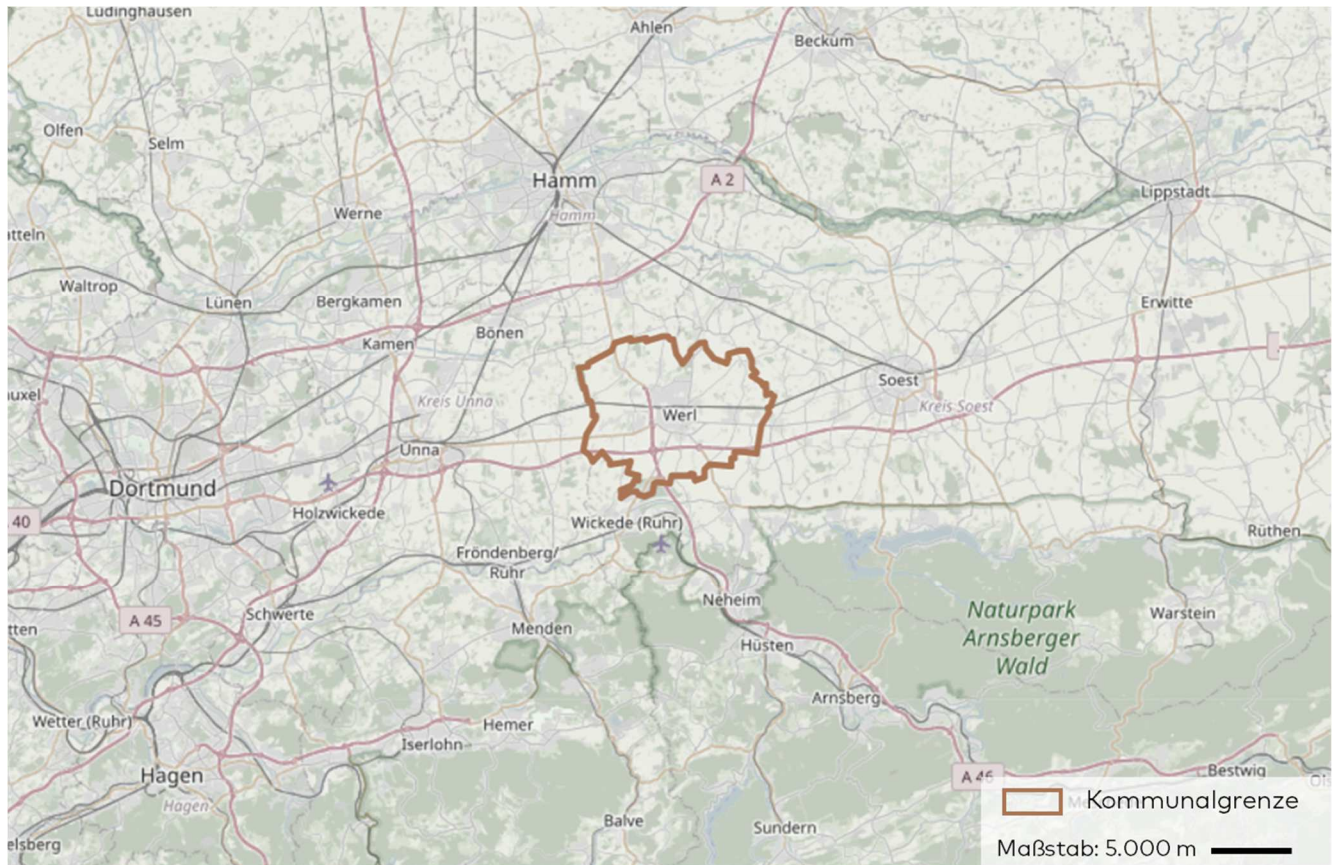 Lüdinghausen
Ahlen
Beckum
Olfen
Selm
Hamm
A 2
Lippstadt
Werne
Hamm
atteln
Waltrop
Lünen
Bergkamen
Erwitte
Bönen
Kamen
auxel
Kreis Unna
Soest
Kreis Soest
Werl
Unna
Dortmund
Holzwickede
40
Wickede (Ruhr)
Rüthen
Fröndenberg/
Ruhr
Neheim
Schwerte
A 45
tten
Menden
Naturpark
Arnsberger
Wald
Warstein
Hüsten
Arnsberg
Wetter (Ruhr)
Hemer
Iserlohn
Hagen
Hagen
A 46
Bestwig
Kommunalgrenze
Balve
Sundern
elsberg
Maßstab: 5.000 m